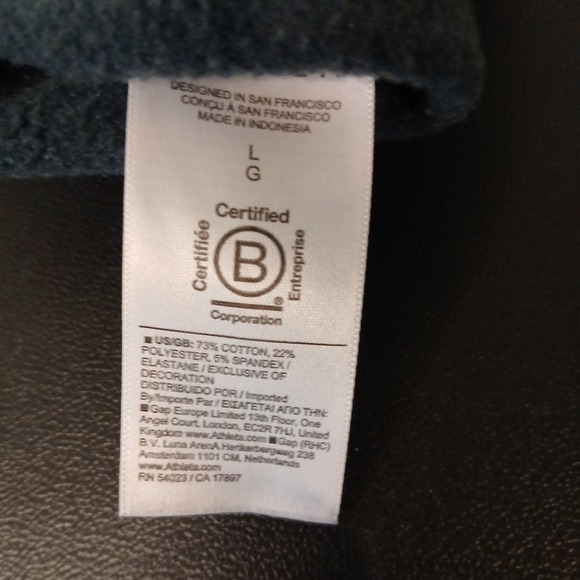 DESIGNED IN SAN FRANCISCO
CONÇU À SAN FRANCISCO
MADE IN INDONESIA
L
G
Certified
Certifiée
B
®
Entreprise
Corporation
■ US/GB: 73% COTTON, 22%
POLYESTER, 5% SPANDEX /
ELASTANE / EXCLUSIVE OF
DECORATION
DISTRIBUIDO POR / Imported
By/Importe Par / ΕΙΣΑΓΕΤΑΙ ΑΠΟ ΤΗΝ:
■ Gap Europe Limited 13th Floor, One
Angel Court, London, EC2R 7HJ, United
Kingdom www.Athleta.com ■ Gap (RHC)
B.V. Luna ArenA Herikerbergweg 238
Amsterdam 1101 CM, Netherlands
www.Athleta.com
RN 54023 / CA 17897